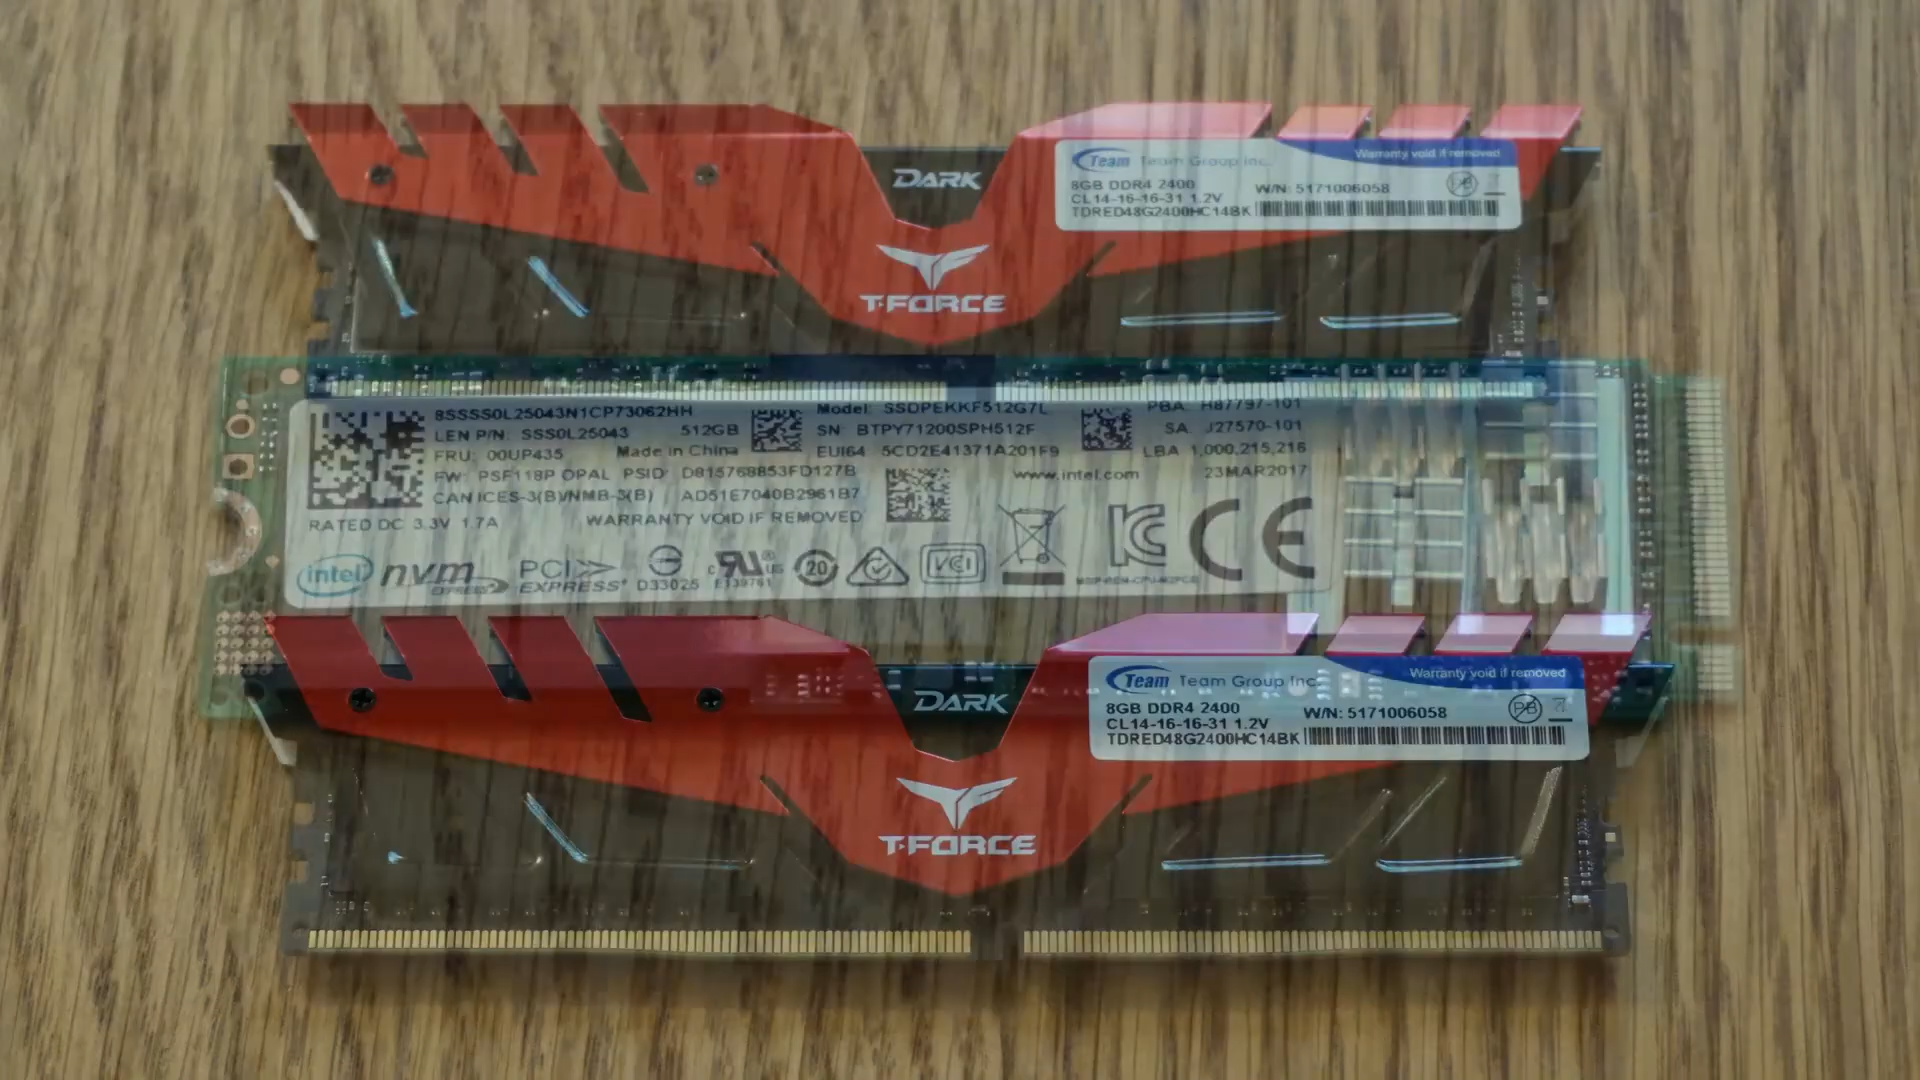 Team Team Group Inc. Warranty void if removed
8GB DDR4 2400 W/N: 5171006058
CL14-16-16-31 1.2V
TDRED48G2400HC14BK
DARK
T-FORCE
8SSSS0L25043N1CP73062HH
LEN P/N: SSS0L25043 512GB
FRU: 00UP435 Made in China
FW: PSF118P OPAL PSID: D815768853FD127B
CAN ICES-3(B)/NMB-3(B) AD51E7040B2961B7
RATED DC 3.3V 1.7A WARRANTY VOID IF REMOVED
Model: SSDPEKKF512G7L
SN: BTPY71200SPH512F
EUI64 5CD2E41371A201F9
PBA: H87797-101
SA: J27570-101
LBA 1,000,215,216
www.intel.com 23MAR2017
intel nvm EXPRESS PCI EXPRESS D33025 c UL us E139761 20 VCI CE
Team Team Group Inc. Warranty void if removed
8GB DDR4 2400 W/N: 5171006058
CL14-16-16-31 1.2V PB
TDRED48G2400HC14BK
DARK
T-FORCE